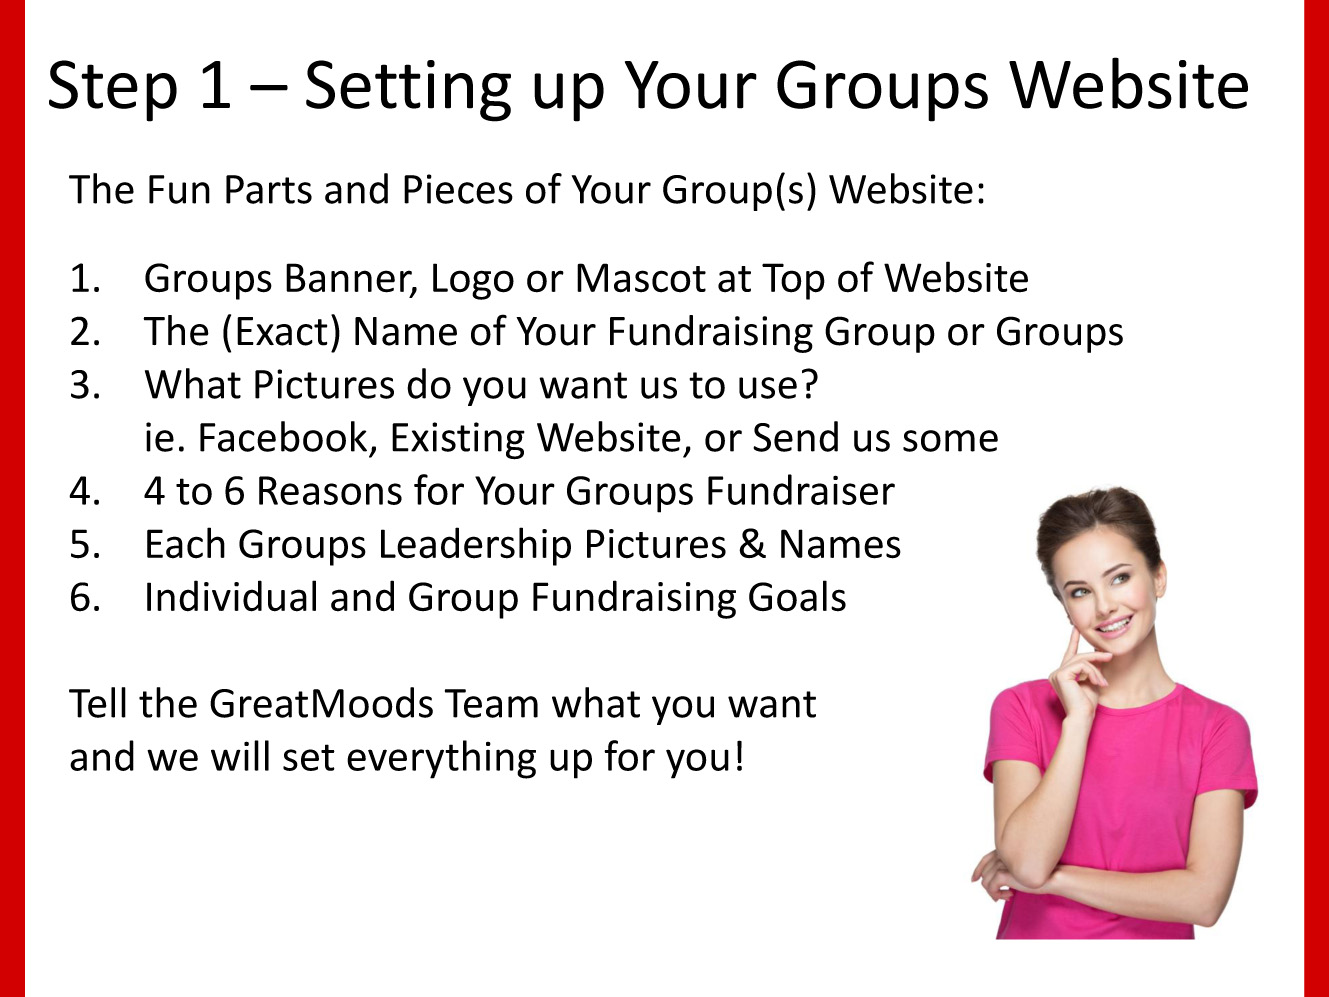 Step 1 – Setting up Your Groups Website
The Fun Parts and Pieces of Your Group(s) Website:
1. Groups Banner, Logo or Mascot at Top of Website
2. The (Exact) Name of Your Fundraising Group or Groups
3. What Pictures do you want us to use?
ie. Facebook, Existing Website, or Send us some
4. 4 to 6 Reasons for Your Groups Fundraiser
5. Each Groups Leadership Pictures & Names
6. Individual and Group Fundraising Goals
Tell the GreatMoods Team what you want
and we will set everything up for you!